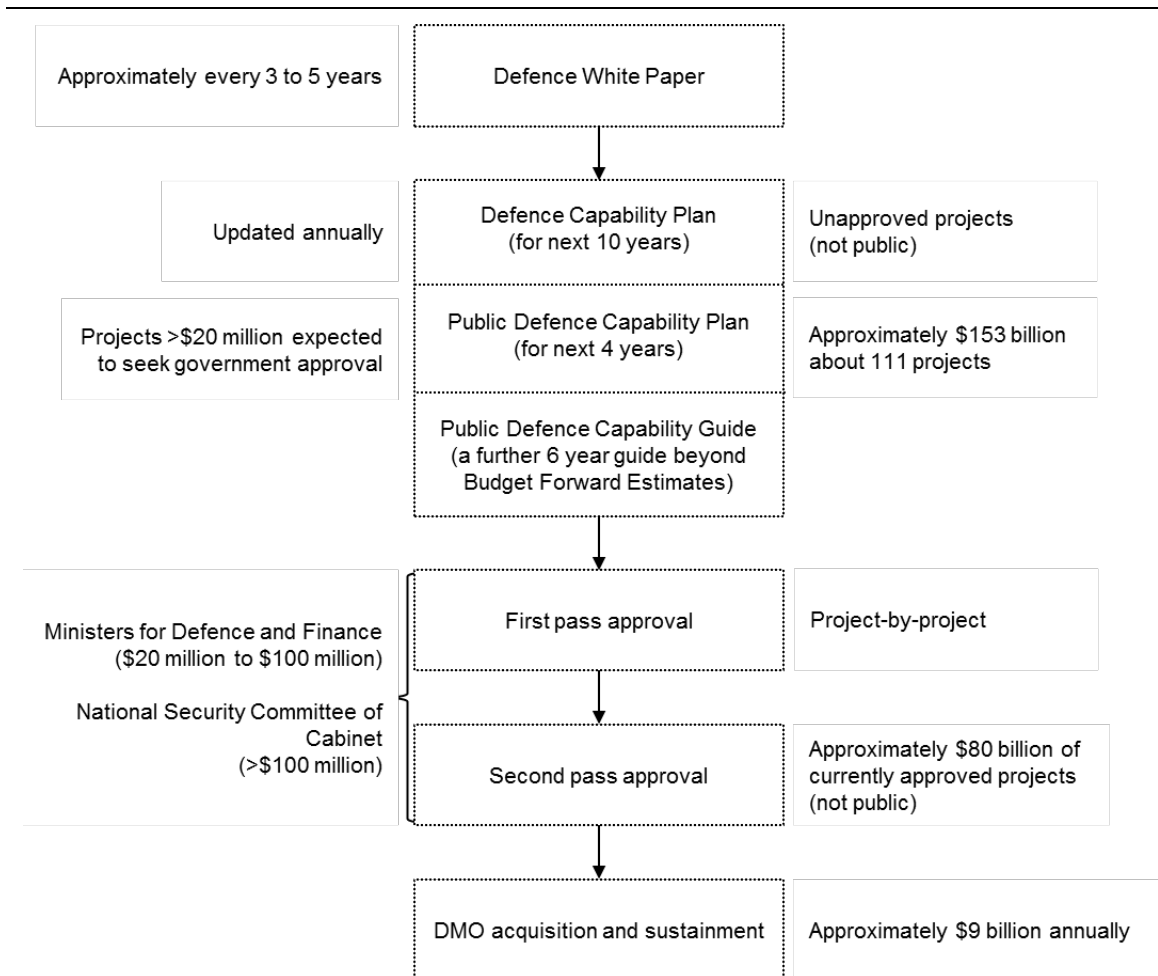 Approximately every 3 to 5 years
Defence White Paper
Updated annually
Defence Capability Plan
(for next 10 years)
Unapproved projects
(not public)
Projects >$20 million expected
to seek government approval
Public Defence Capability Plan
(for next 4 years)
Approximately $153 billion
about 111 projects
Public Defence Capability Guide
(a further 6 year guide beyond
Budget Forward Estimates)
Ministers for Defence and Finance
($20 million to $100 million)
National Security Committee of
Cabinet
(>$100 million)
First pass approval
Project-by-project
Second pass approval
Approximately $80 billion of
currently approved projects
(not public)
DMO acquisition and sustainment
Approximately $9 billion annually